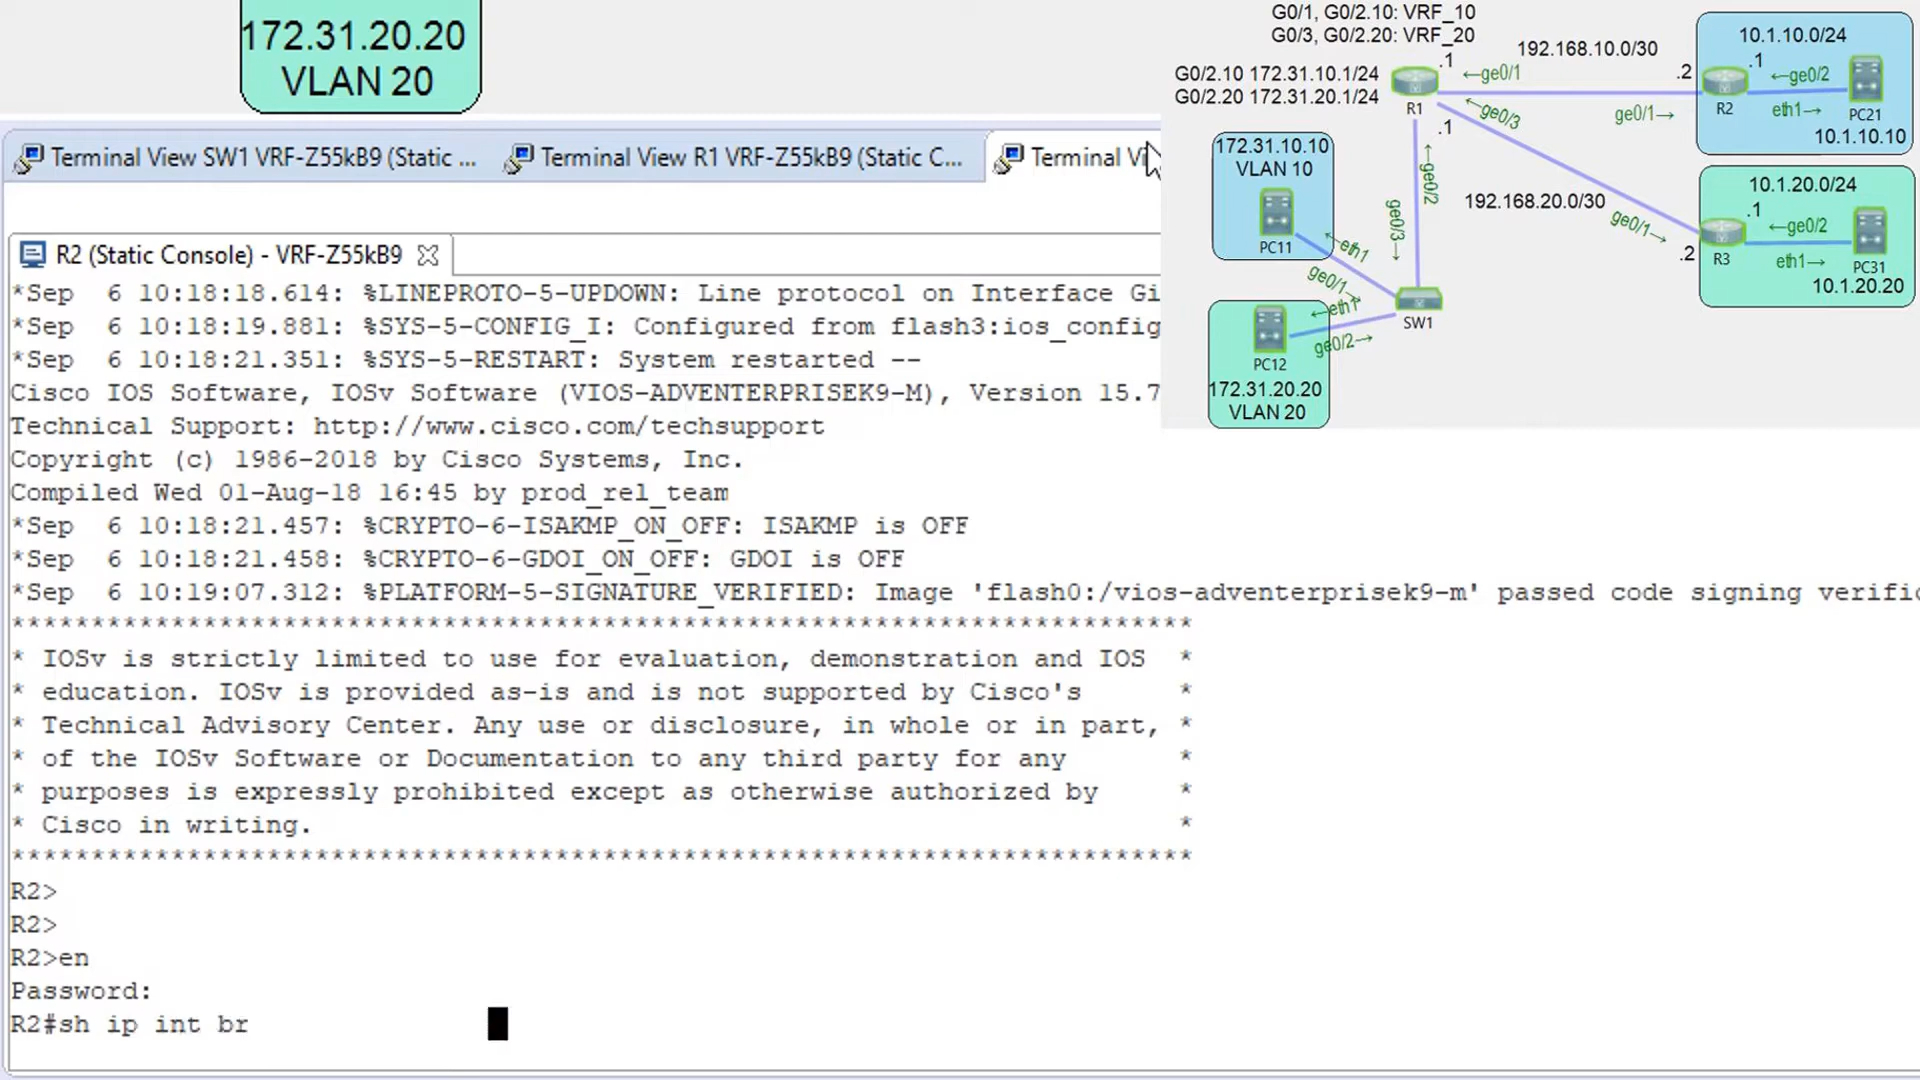 172.31.20.20
VLAN 20
G0/1, G0/2.10: VRF_10
G0/3, G0/2.20: VRF_20
G0/2.10 172.31.10.1/24
G0/2.20 172.31.20.1/24
.1
←ge0/1
R1
←ge0/3
.1
192.168.10.0/30
.2
ge0/1→
10.1.10.0/24
.1
←ge0/2
R2
eth1→
PC21
10.1.10.10
172.31.10.10
VLAN 10
PC11
←ge0/2
ge0/3→
192.168.20.0/30
ge0/1→
.2
10.1.20.0/24
.1
←ge0/2
R3
eth1→
PC31
10.1.20.20
←eth1
ge0/1→
←eth1
ge0/2→
SW1
PC12
172.31.20.20
VLAN 20
Terminal View SW1 VRF-Z55kB9 (Static ...
Terminal View R1 VRF-Z55kB9 (Static C...
Terminal Vi
R2 (Static Console) - VRF-Z55kB9
*Sep  6 10:18:18.614: %LINEPROTO-5-UPDOWN: Line protocol on Interface Gi
*Sep  6 10:18:19.881: %SYS-5-CONFIG_I: Configured from flash3:ios_config
*Sep  6 10:18:21.351: %SYS-5-RESTART: System restarted --
Cisco IOS Software, IOSv Software (VIOS-ADVENTERPRISEK9-M), Version 15.7
Technical Support: http://www.cisco.com/techsupport
Copyright (c) 1986-2018 by Cisco Systems, Inc.
Compiled Wed 01-Aug-18 16:45 by prod_rel_team
*Sep  6 10:18:21.457: %CRYPTO-6-ISAKMP_ON_OFF: ISAKMP is OFF
*Sep  6 10:18:21.458: %CRYPTO-6-GDOI_ON_OFF: GDOI is OFF
*Sep  6 10:19:07.312: %PLATFORM-5-SIGNATURE_VERIFIED: Image 'flash0:/vios-adventerprisek9-m' passed code signing verific
**************************************************************************
* IOSv is strictly limited to use for evaluation, demonstration and IOS  *
* education. IOSv is provided as-is and is not supported by Cisco's      *
* Technical Advisory Center. Any use or disclosure, in whole or in part, *
* of the IOSv Software or Documentation to any third party for any       *
* purposes is expressly prohibited except as otherwise authorized by     *
* Cisco in writing.                                                      *
**************************************************************************
R2>
R2>
R2>en
Password:
R2#sh ip int br